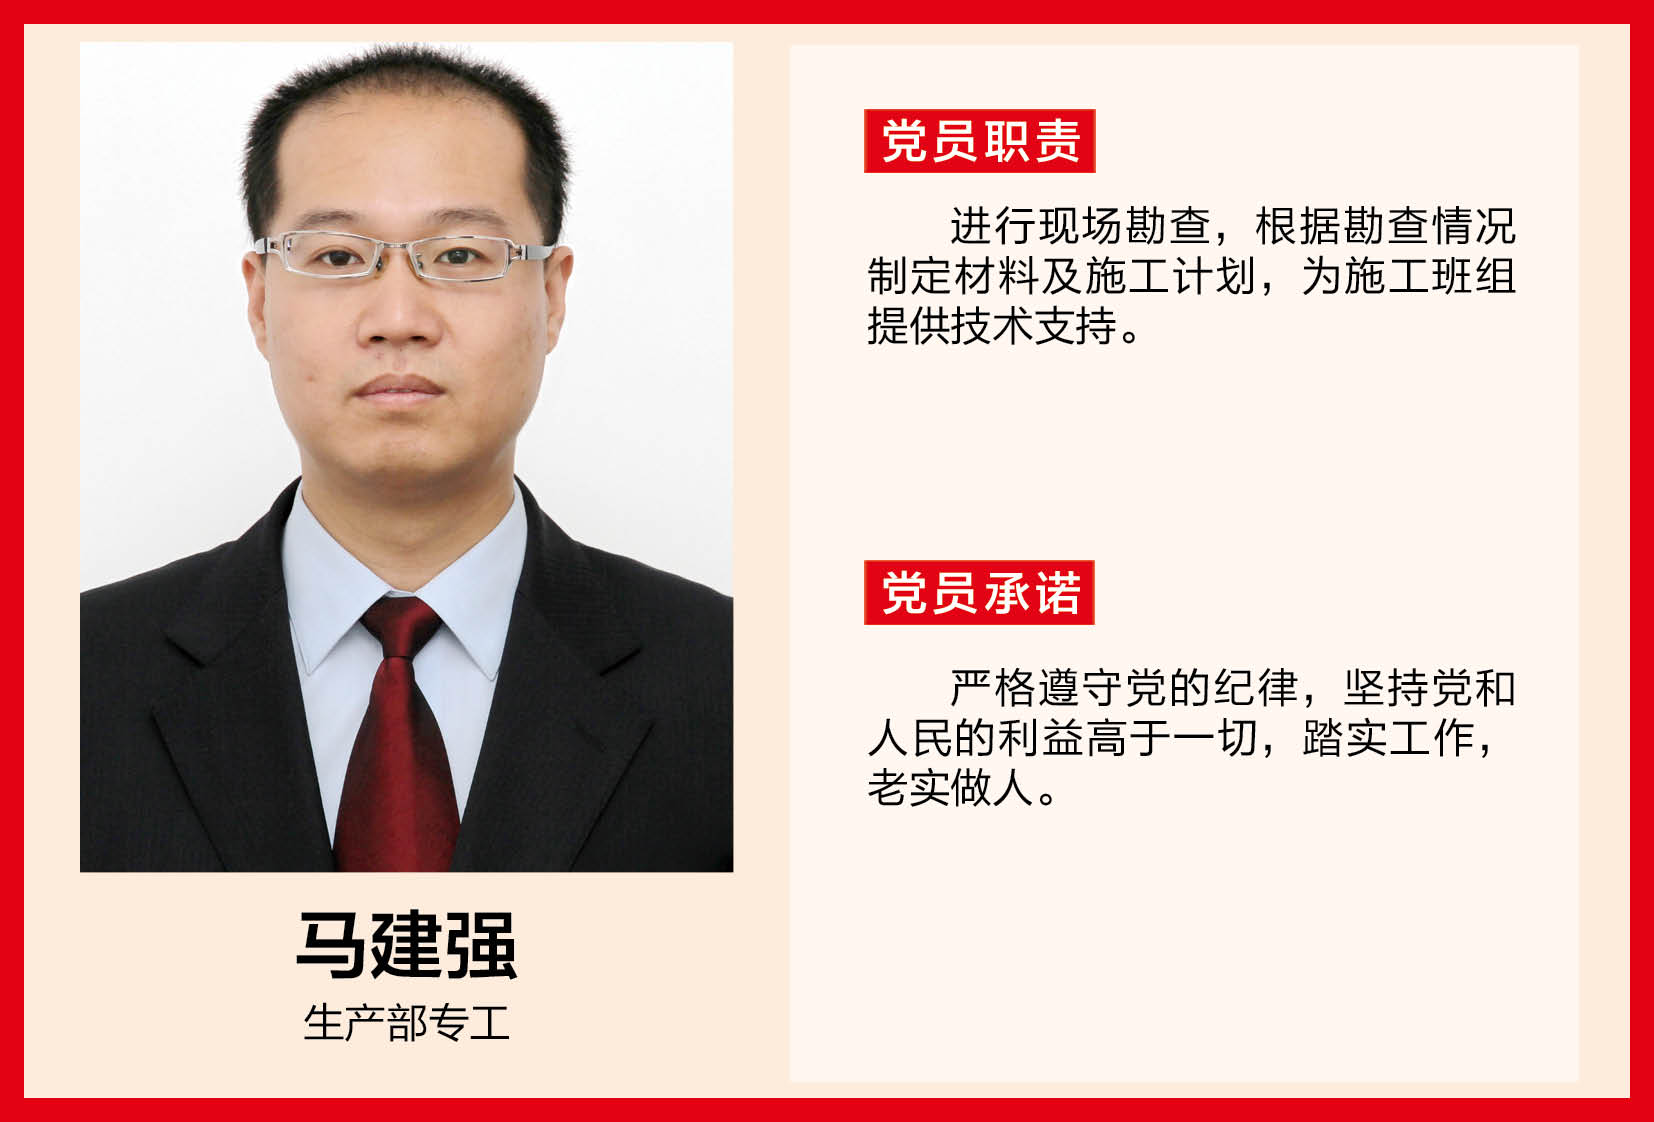 马建强
生产部专工
党员职责
进行现场勘查，根据勘查情况
制定材料及施工计划，为施工班组
提供技术支持。
党员承诺
严格遵守党的纪律，坚持党和
人民的利益高于一切，踏实工作，
老实做人。